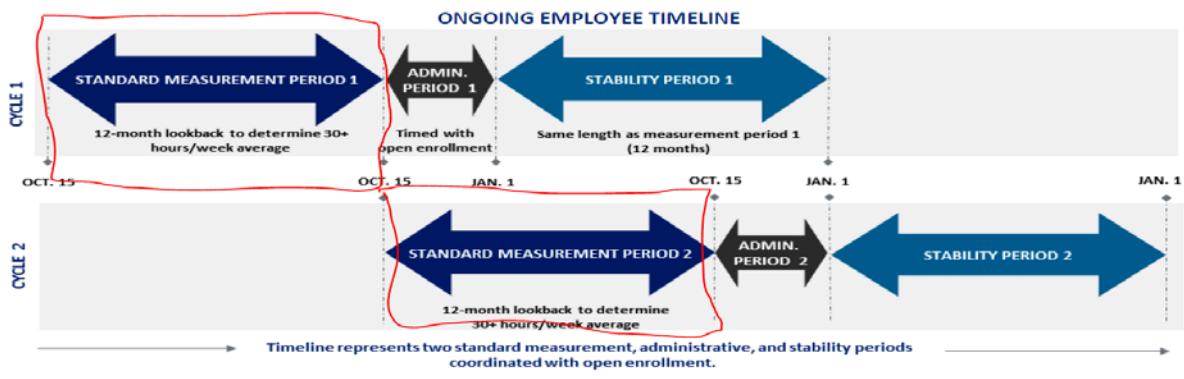 ONGOING EMPLOYEE TIMELINE
CYCLE 1
STANDARD MEASUREMENT PERIOD 1
12-month lookback to determine 30+
hours/week average
ADMIN.
PERIOD 1
Timed with
open enrollment
STABILITY PERIOD 1
Same length as measurement period 1
(12 months)
OCT. 15
OCT. 15
JAN. 1
OCT. 15
JAN. 1
JAN. 1
CYCLE 2
STANDARD MEASUREMENT PERIOD 2
12-month lookback to determine
30+ hours/week average
ADMIN.
PERIOD 2
STABILITY PERIOD 2
Timeline represents two standard measurement, administrative, and stability periods
coordinated with open enrollment.